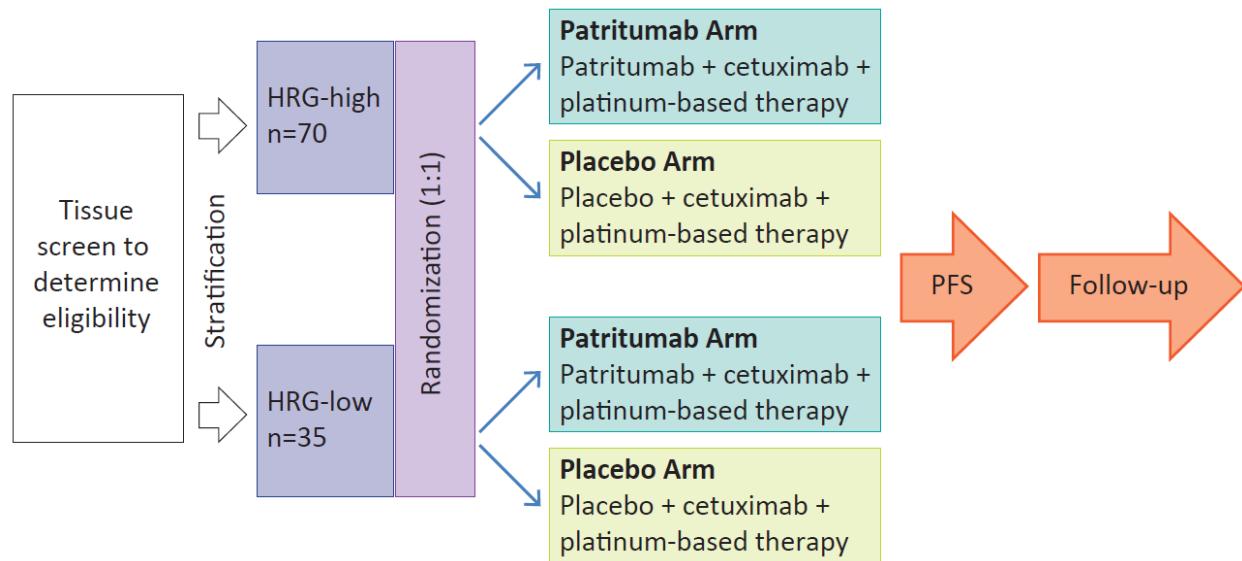 Tissue
screen to
determine
eligibility
Stratification
HRG-high
n=70
HRG-low
n=35
Randomization (1:1)
Patritumab Arm
Patritumab + cetuximab +
platinum-based therapy
Placebo Arm
Placebo + cetuximab +
platinum-based therapy
Patritumab Arm
Patritumab + cetuximab +
platinum-based therapy
Placebo Arm
Placebo + cetuximab +
platinum-based therapy
PFS
Follow-up